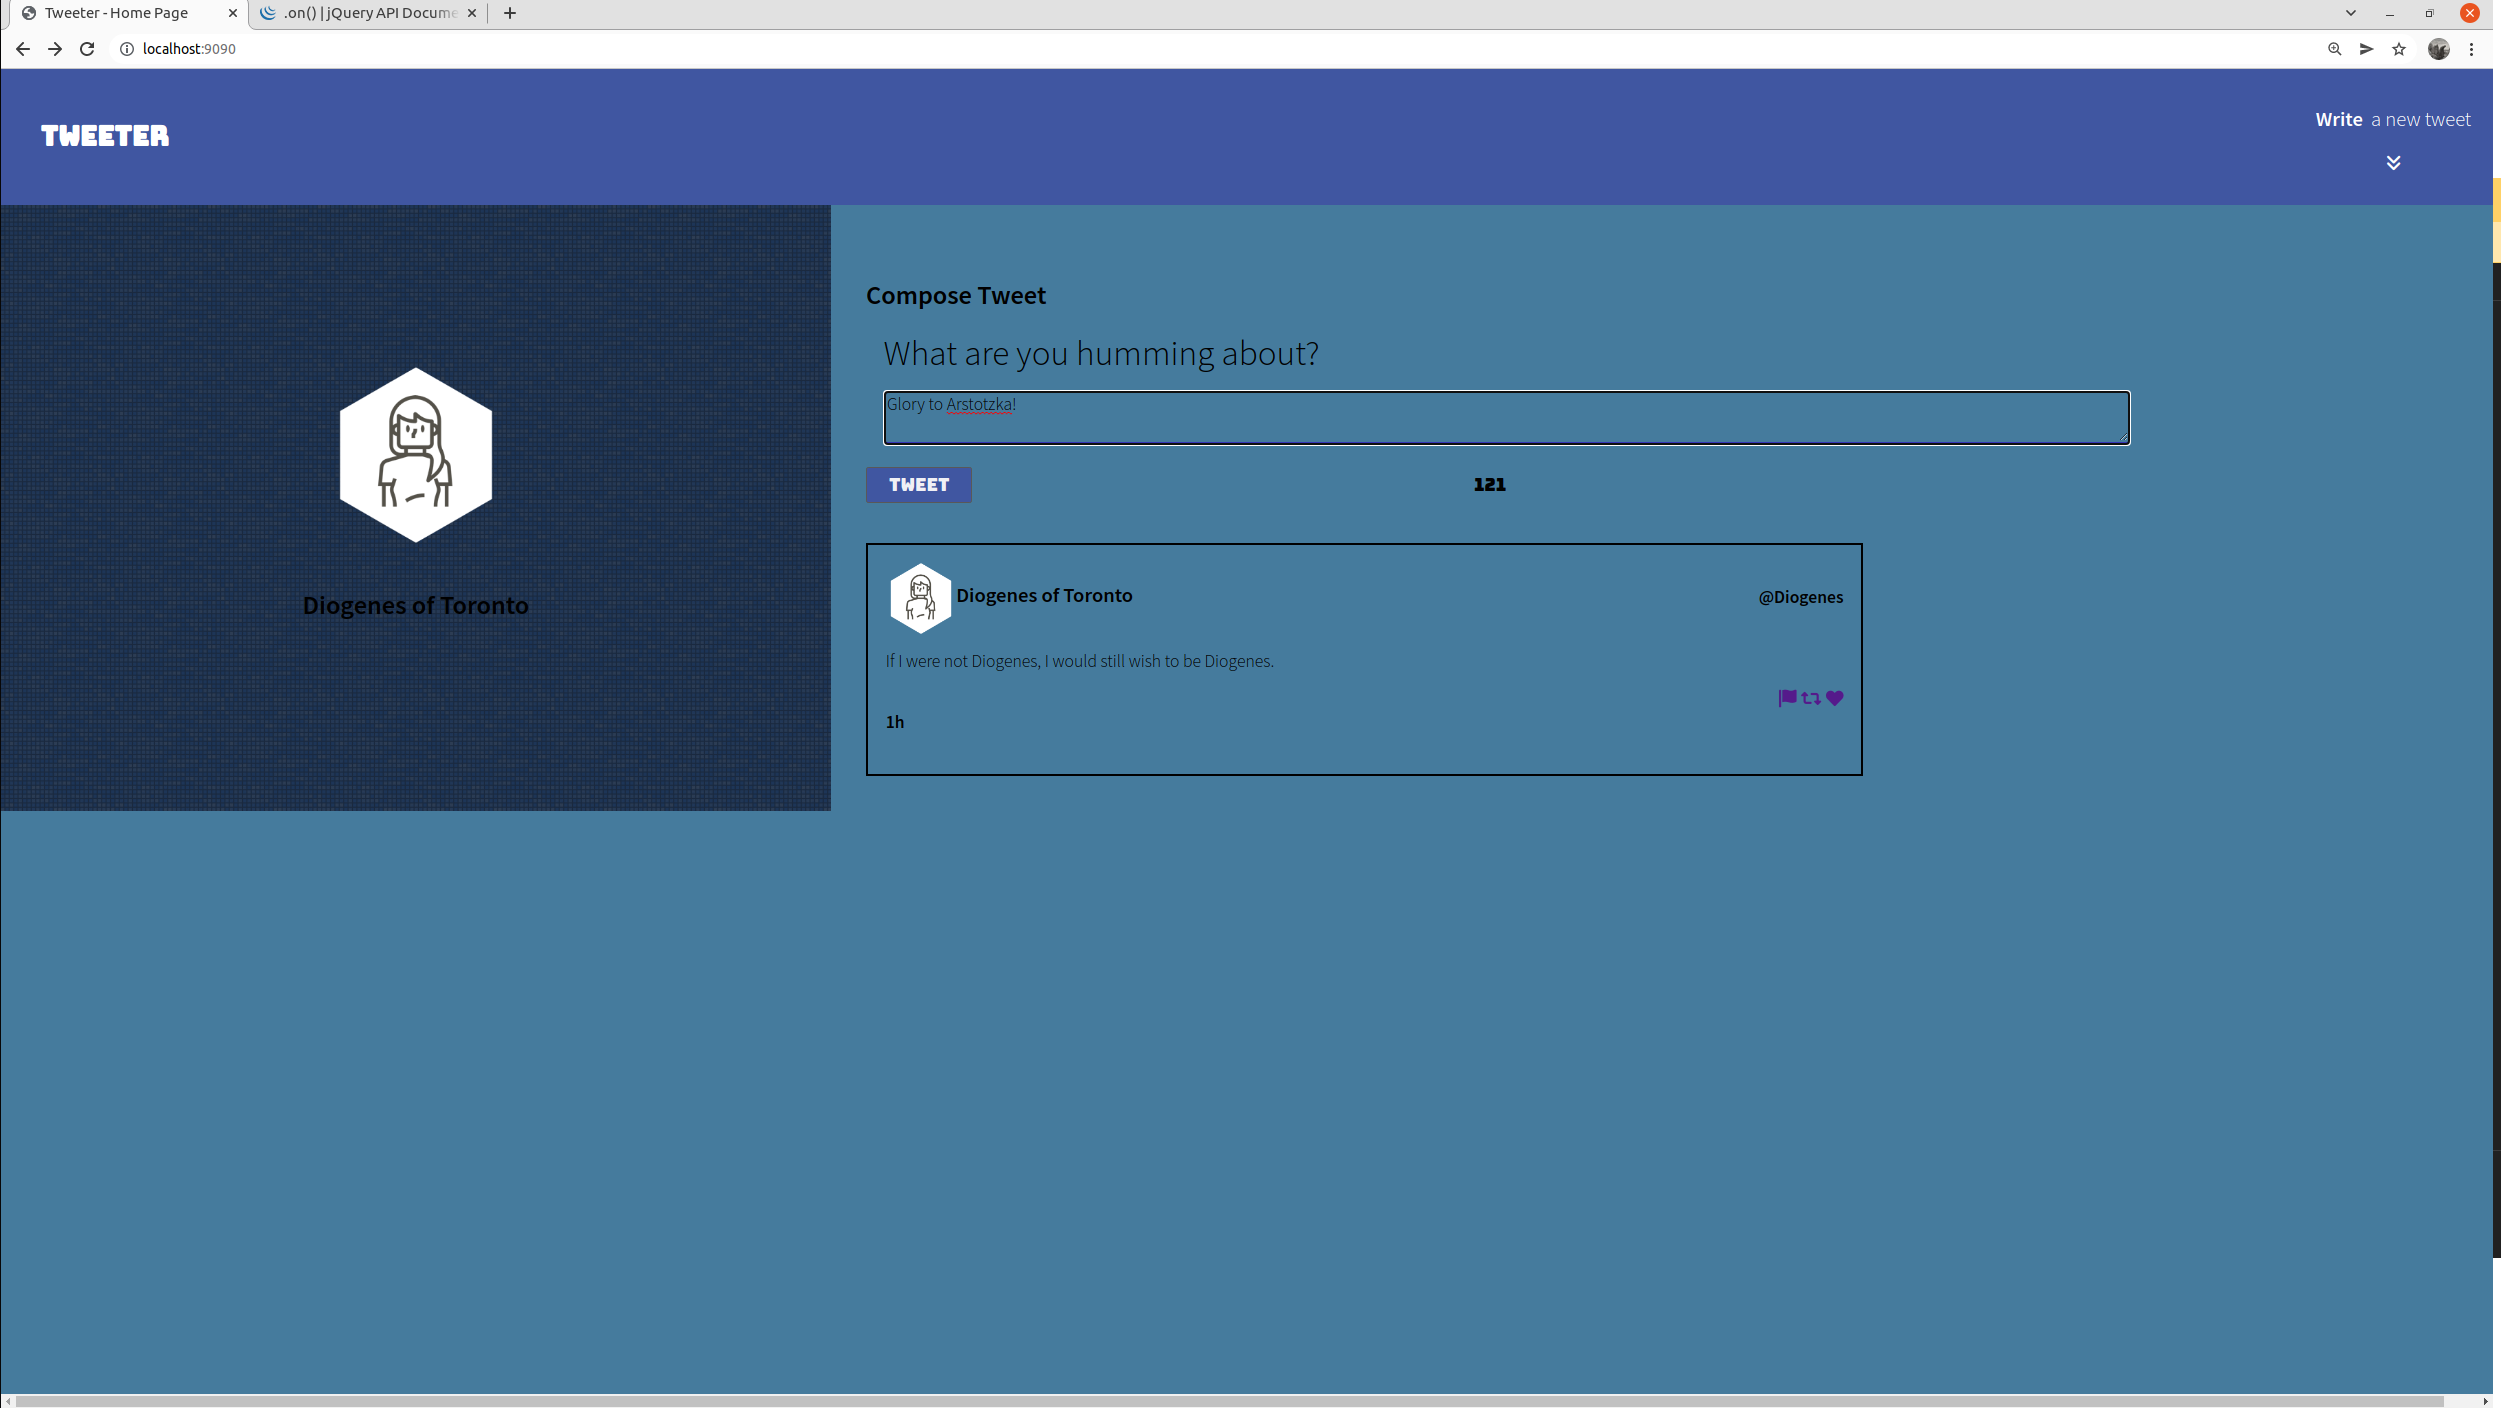 Tweeter - Home Page
.on() | jQuery API Docume
localhost:9090
TWEETER
Write a new tweet
Diogenes of Toronto
Compose Tweet
What are you humming about?
Glory to Arstotzka!
TWEET
121
Diogenes of Toronto
@Diogenes
If I were not Diogenes, I would still wish to be Diogenes.
1h